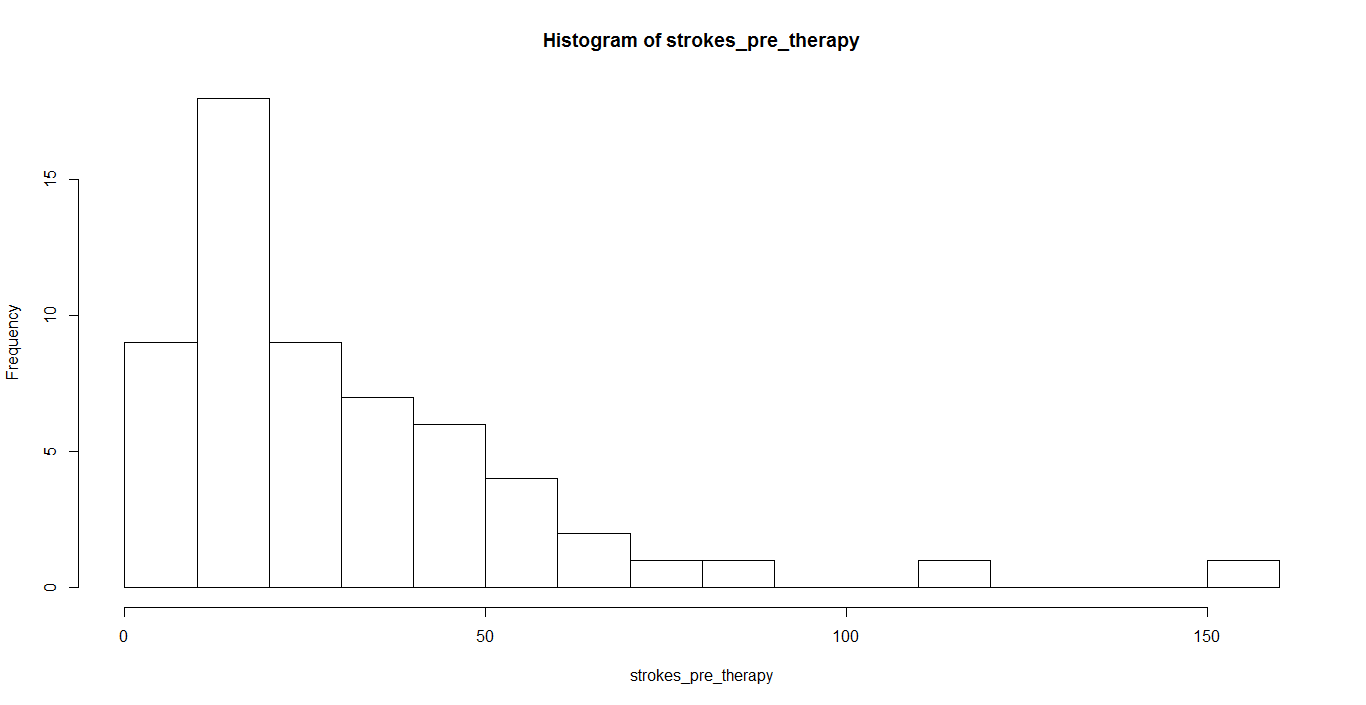 Histogram of strokes_pre_therapy
Frequency
15
10
5
0
0 50 100 150
strokes_pre_therapy